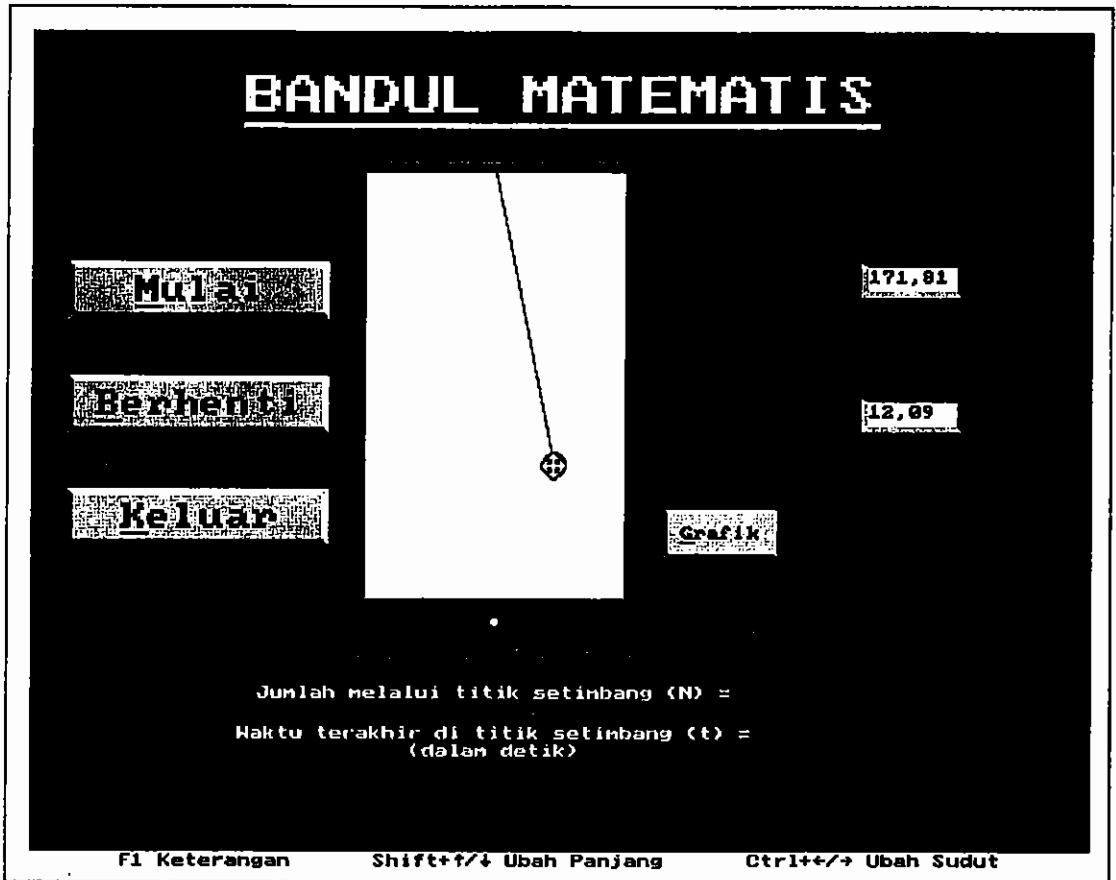 BANDUL MATEMATIS
Mulai
171,81
Berhenti
12,09
Keluar
Grafik
Jumlah melalui titik setimbang (N) =
Waktu terakhir di titik setimbang (t) =
(dalam detik)
F1 Keterangan Shift+↑/↓ Ubah Panjang Ctrl+←/→ Ubah Sudut